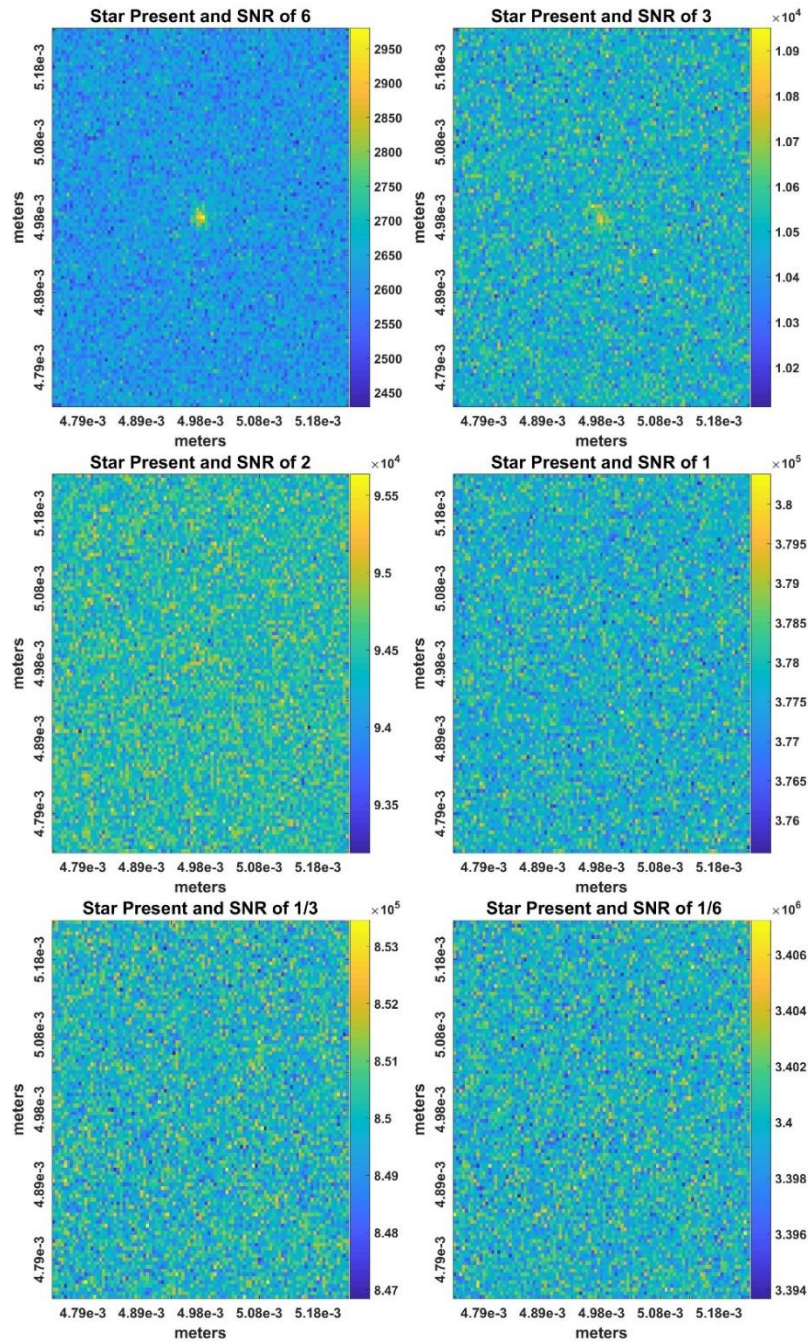 Star Present and SNR of 6
2950
2900
2850
2800
2750
2700
2650
2600
2550
2500
2450
5.18e-3
5.08e-3
4.98e-3
4.89e-3
4.79e-3
meters
4.79e-3 4.89e-3 4.98e-3 5.08e-3 5.18e-3
meters
Star Present and SNR of 3
×10⁴
1.09
1.08
1.07
1.06
1.05
1.04
1.03
1.02
5.18e-3
5.08e-3
4.98e-3
4.89e-3
4.79e-3
meters
4.79e-3 4.89e-3 4.98e-3 5.08e-3 5.18e-3
meters
Star Present and SNR of 2
×10⁴
9.55
9.5
9.45
9.4
9.35
5.18e-3
5.08e-3
4.98e-3
4.89e-3
4.79e-3
meters
4.79e-3 4.89e-3 4.98e-3 5.08e-3 5.18e-3
meters
Star Present and SNR of 1
×10⁵
3.8
3.795
3.79
3.785
3.78
3.775
3.77
3.765
3.76
5.18e-3
5.08e-3
4.98e-3
4.89e-3
4.79e-3
meters
4.79e-3 4.89e-3 4.98e-3 5.08e-3 5.18e-3
meters
Star Present and SNR of 1/3
×10⁵
8.53
8.52
8.51
8.5
8.49
8.48
8.47
5.18e-3
5.08e-3
4.98e-3
4.89e-3
4.79e-3
meters
4.79e-3 4.89e-3 4.98e-3 5.08e-3 5.18e-3
meters
Star Present and SNR of 1/6
×10⁶
3.406
3.404
3.402
3.4
3.398
3.396
3.394
5.18e-3
5.08e-3
4.98e-3
4.89e-3
4.79e-3
meters
4.79e-3 4.89e-3 4.98e-3 5.08e-3 5.18e-3
meters